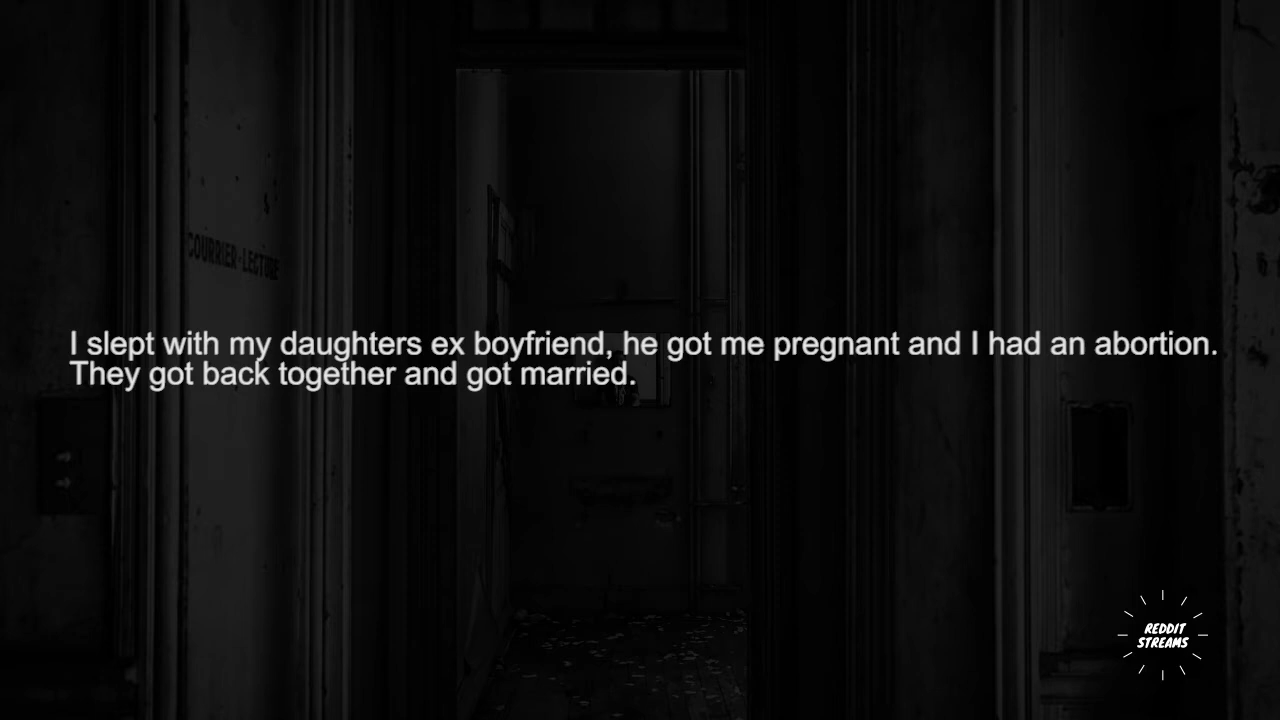 COURRIER-LECTURE
I slept with my daughters ex boyfriend, he got me pregnant and I had an abortion.
They got back together and got married.
REDDIT
STREAMS